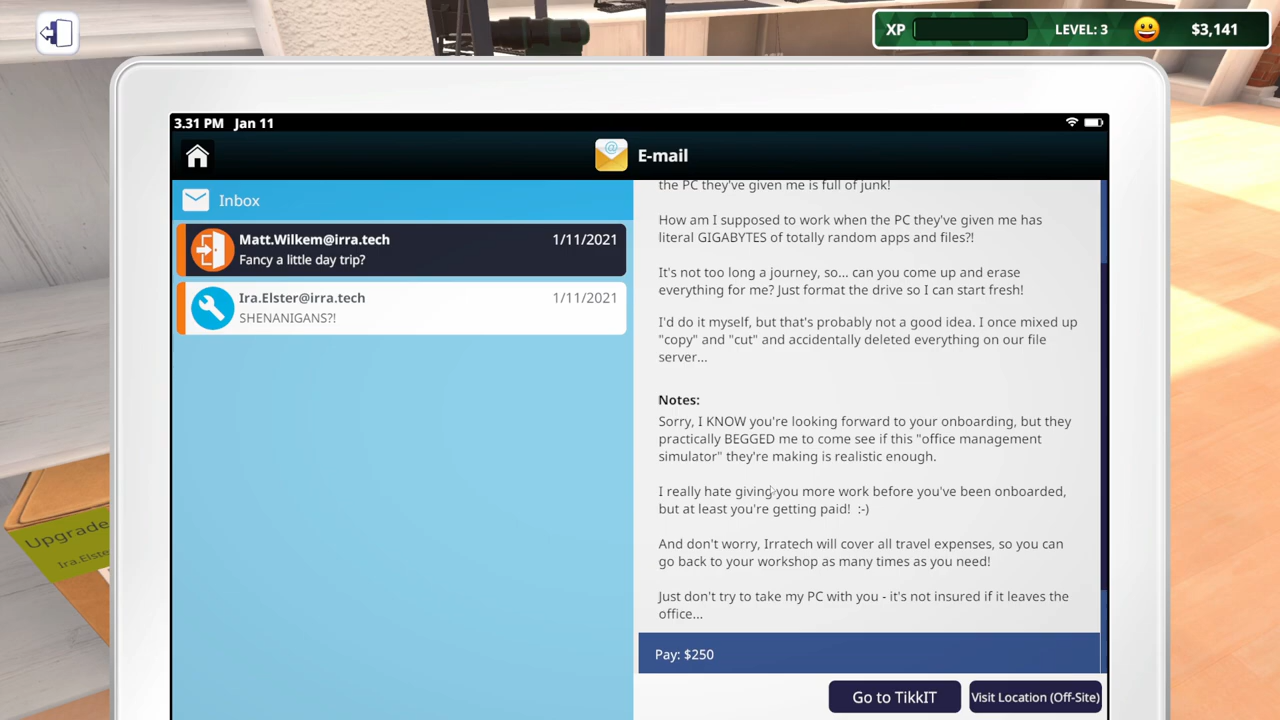 XP
LEVEL: 3
$3,141
3.31 PM Jan 11
E-mail
Inbox
Matt.Wilkem@irra.tech
1/11/2021
Fancy a little day trip?
Ira.Elster@irra.tech
1/11/2021
SHENANIGANS?!
the PC they've given me is full of junk!
How am I supposed to work when the PC they've given me has
literal GIGABYTES of totally random apps and files?!
It's not too long a journey, so... can you come up and erase
everything for me? Just format the drive so I can start fresh!
I'd do it myself, but that's probably not a good idea. I once mixed up
"copy" and "cut" and accidentally deleted everything on our file
server...
Notes:
Sorry, I KNOW you're looking forward to your onboarding, but they
practically BEGGED me to come see if this "office management
simulator" they're making is realistic enough.
I really hate giving you more work before you've been onboarded,
but at least you're getting paid! :-)
And don't worry, Irratech will cover all travel expenses, so you can
go back to your workshop as many times as you need!
Just don't try to take my PC with you - it's not insured if it leaves the
office...
Pay: $250
Go to TikkIT
Visit Location (Off-Site)
Upgrade
Ira.Elste